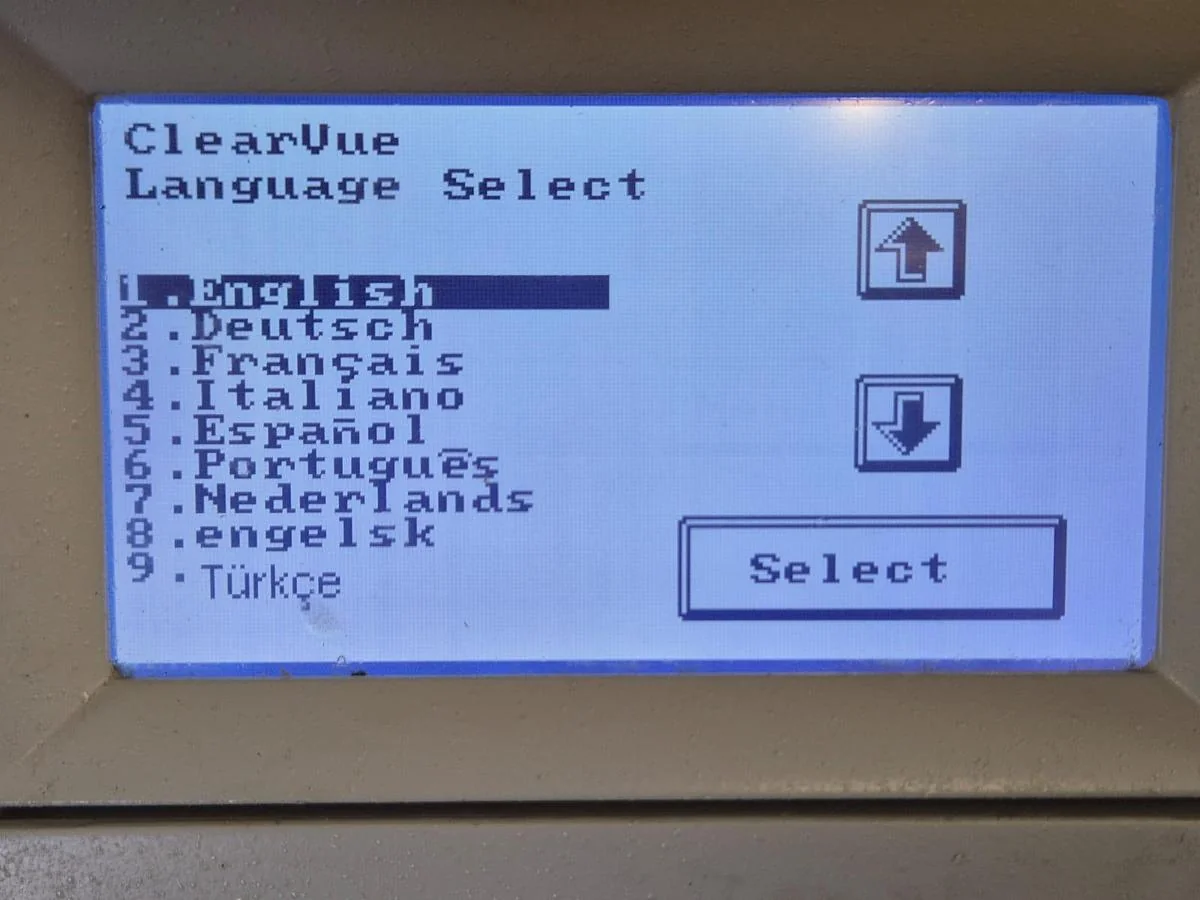 ClearVue
Language Select
1.English
2.Deutsch
3.Français
4.Italiano
5.Español
6.Português
7.Nederlands
8.engelsk
9.Türkçe
Select